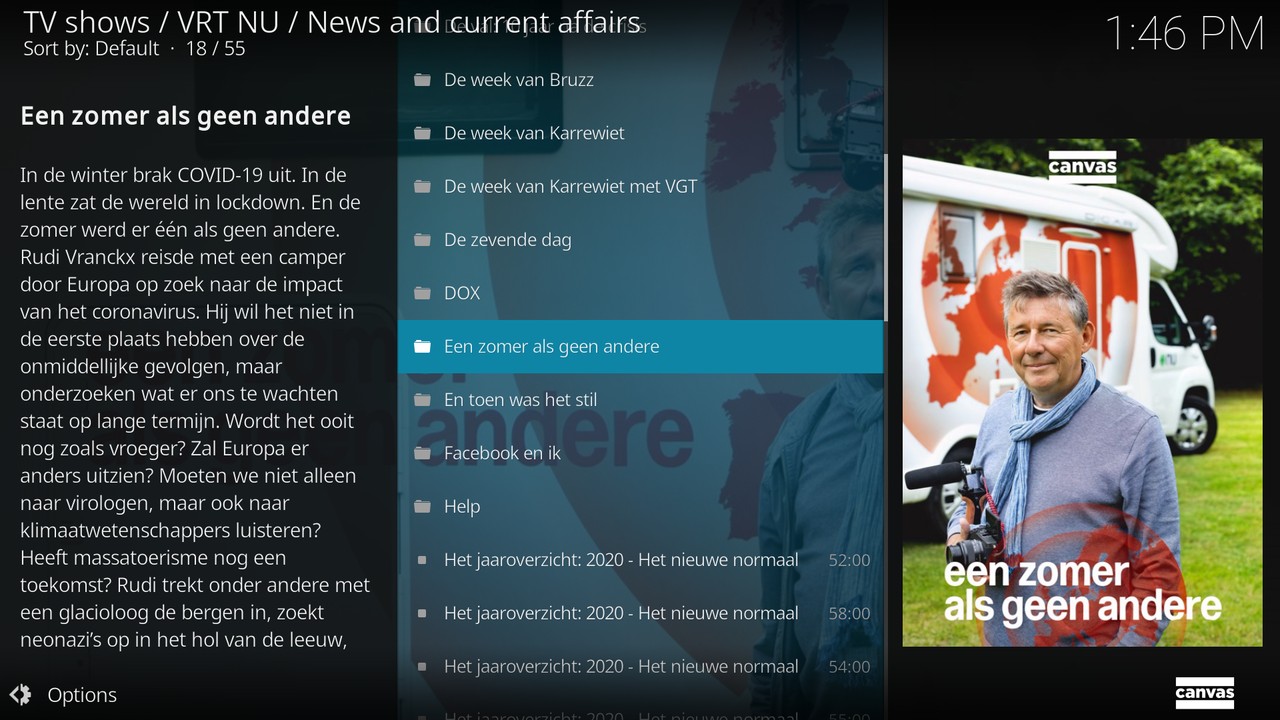 TV shows / VRT NU / News and current affairs
Sort by: Default · 18 / 55
1:46 PM
Een zomer als geen andere
In de winter brak COVID-19 uit. In de
lente zat de wereld in lockdown. En de
zomer werd er één als geen andere.
Rudi Vranckx reisde met een camper
door Europa op zoek naar de impact
van het coronavirus. Hij wil het niet in
de eerste plaats hebben over de
onmiddellijke gevolgen, maar
onderzoeken wat er ons te wachten
staat op lange termijn. Wordt het ooit
nog zoals vroeger? Zal Europa er
anders uitzien? Moeten we niet alleen
naar virologen, maar ook naar
klimaatwetenschappers luisteren?
Heeft massatoerisme nog een
toekomst? Rudi trekt onder andere met
een glacioloog de bergen in, zoekt
neonazi's op in het hol van de leeuw,
Options
De week van Bruzz
De week van Karrewiet
De week van Karrewiet met VGT
De zevende dag
DOX
Een zomer als geen andere
En toen was het stil
Facebook en ik
Help
Het jaaroverzicht: 2020 - Het nieuwe normaal 52:00
Het jaaroverzicht: 2020 - Het nieuwe normaal 58:00
Het jaaroverzicht: 2020 - Het nieuwe normaal 54:00
canvas
een zomer
als geen andere
canvas